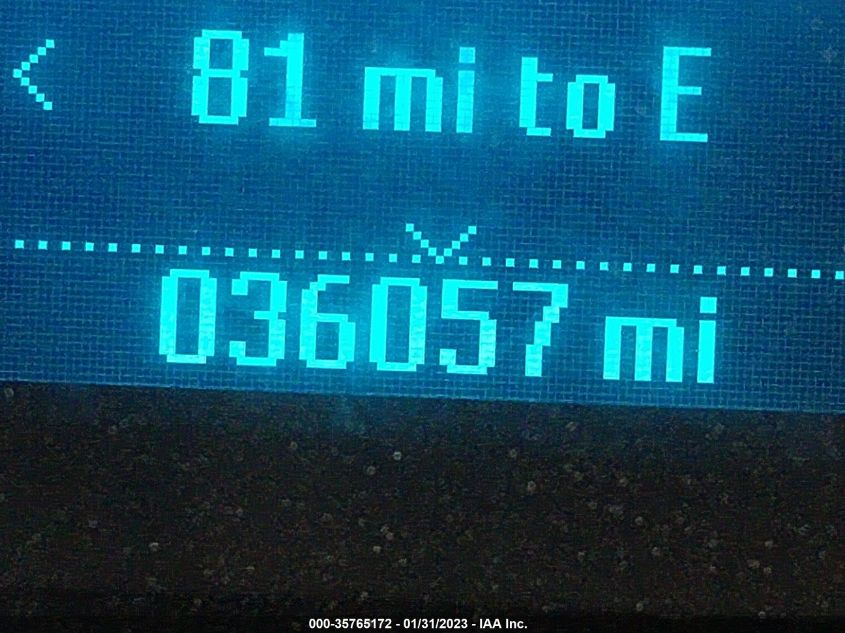 81 mi to E
036057 mi
000-35765172 - 01/31/2023 - IAA Inc.